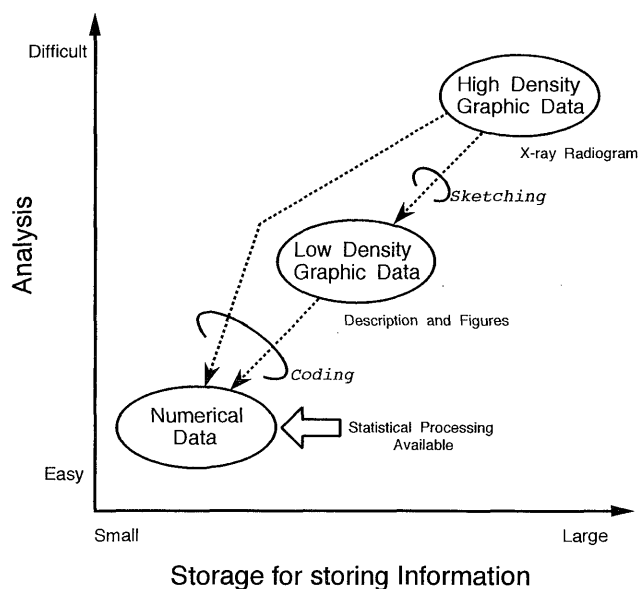 Difficult
High Density
Graphic Data
X-ray Radiogram
Sketching
Low Density
Graphic Data
Description and Figures
Analysis
Coding
Numerical
Data
Statistical Processing
Available
Easy
Small
Large
Storage for storing Information